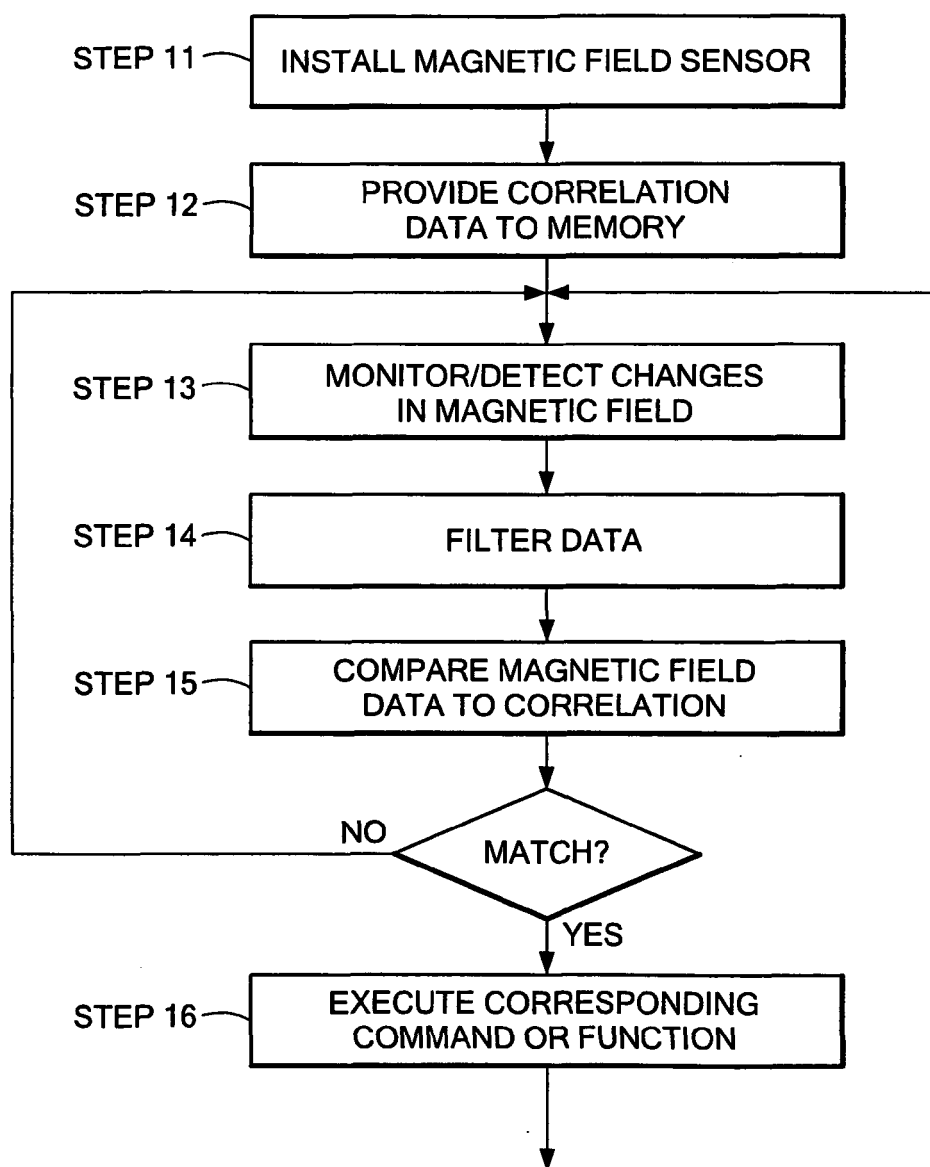 STEP 11
INSTALL MAGNETIC FIELD SENSOR
STEP 12
PROVIDE CORRELATION
DATA TO MEMORY
STEP 13
MONITOR/DETECT CHANGES
IN MAGNETIC FIELD
STEP 14
FILTER DATA
STEP 15
COMPARE MAGNETIC FIELD
DATA TO CORRELATION
NO
MATCH?
YES
STEP 16
EXECUTE CORRESPONDING
COMMAND OR FUNCTION